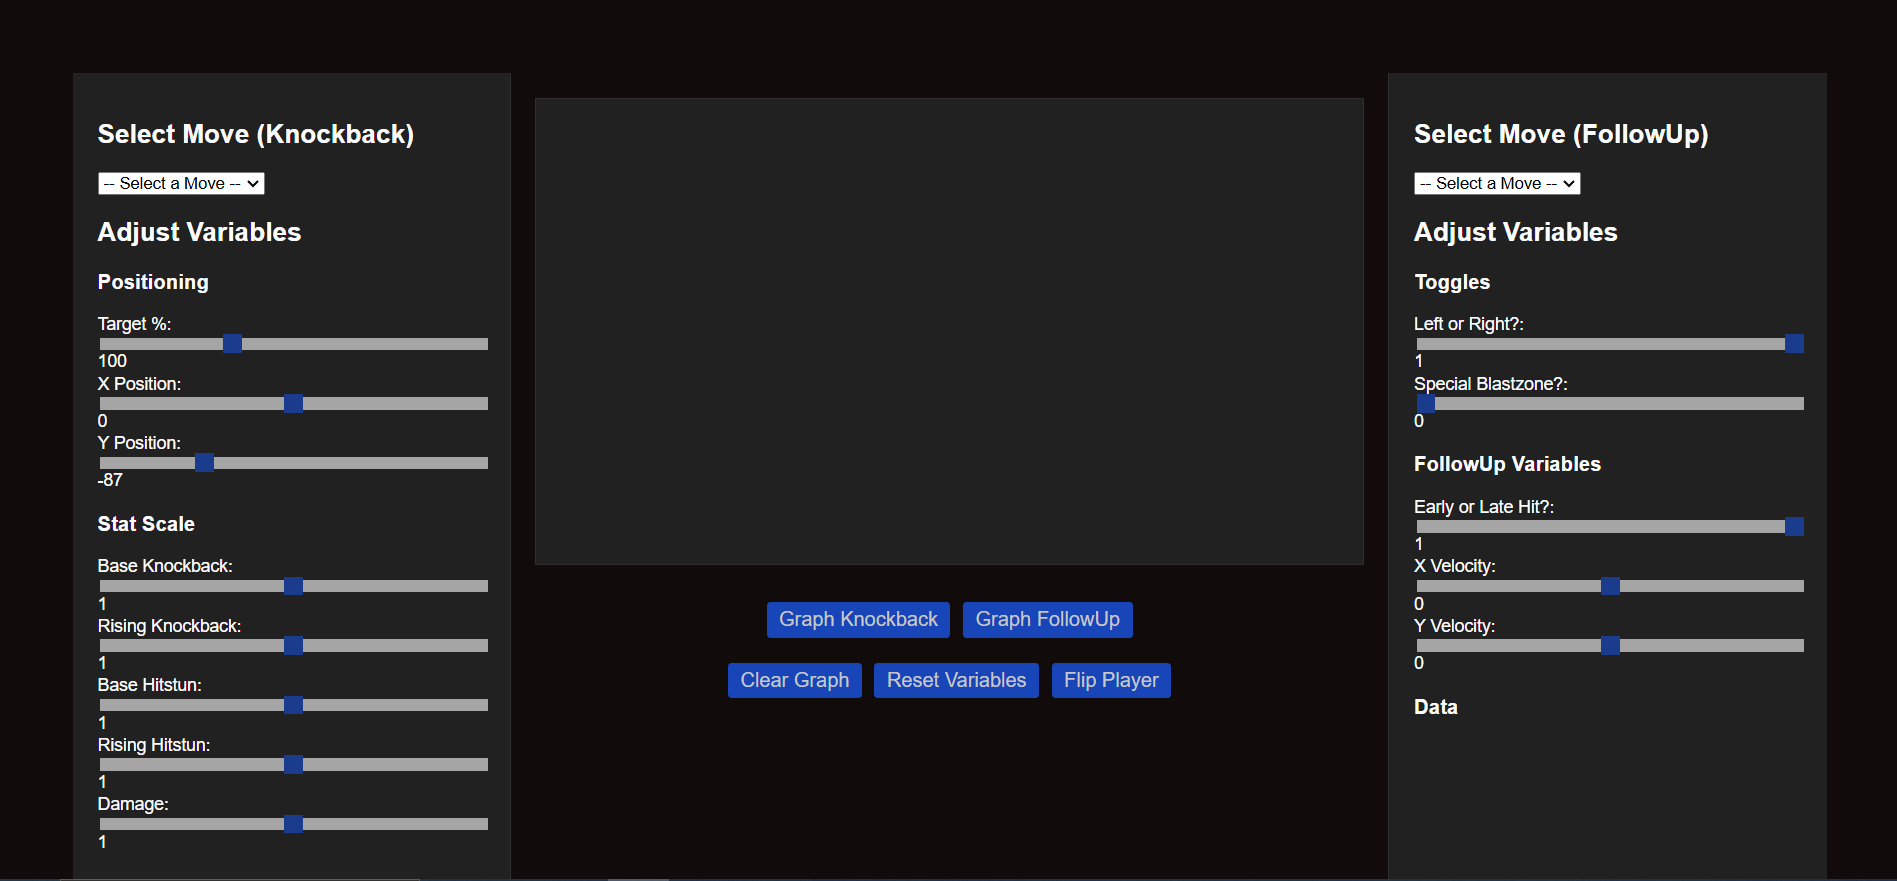 Select Move (Knockback)
-- Select a Move --
Adjust Variables
Positioning
Target %:
100
X Position:
0
Y Position:
-87
Stat Scale
Base Knockback:
1
Rising Knockback:
1
Base Hitstun:
1
Rising Hitstun:
1
Damage:
1
Graph Knockback
Graph FollowUp
Clear Graph
Reset Variables
Flip Player
Select Move (FollowUp)
-- Select a Move --
Adjust Variables
Toggles
Left or Right?:
1
Special Blastzone?:
0
FollowUp Variables
Early or Late Hit?:
1
X Velocity:
0
Y Velocity:
0
Data